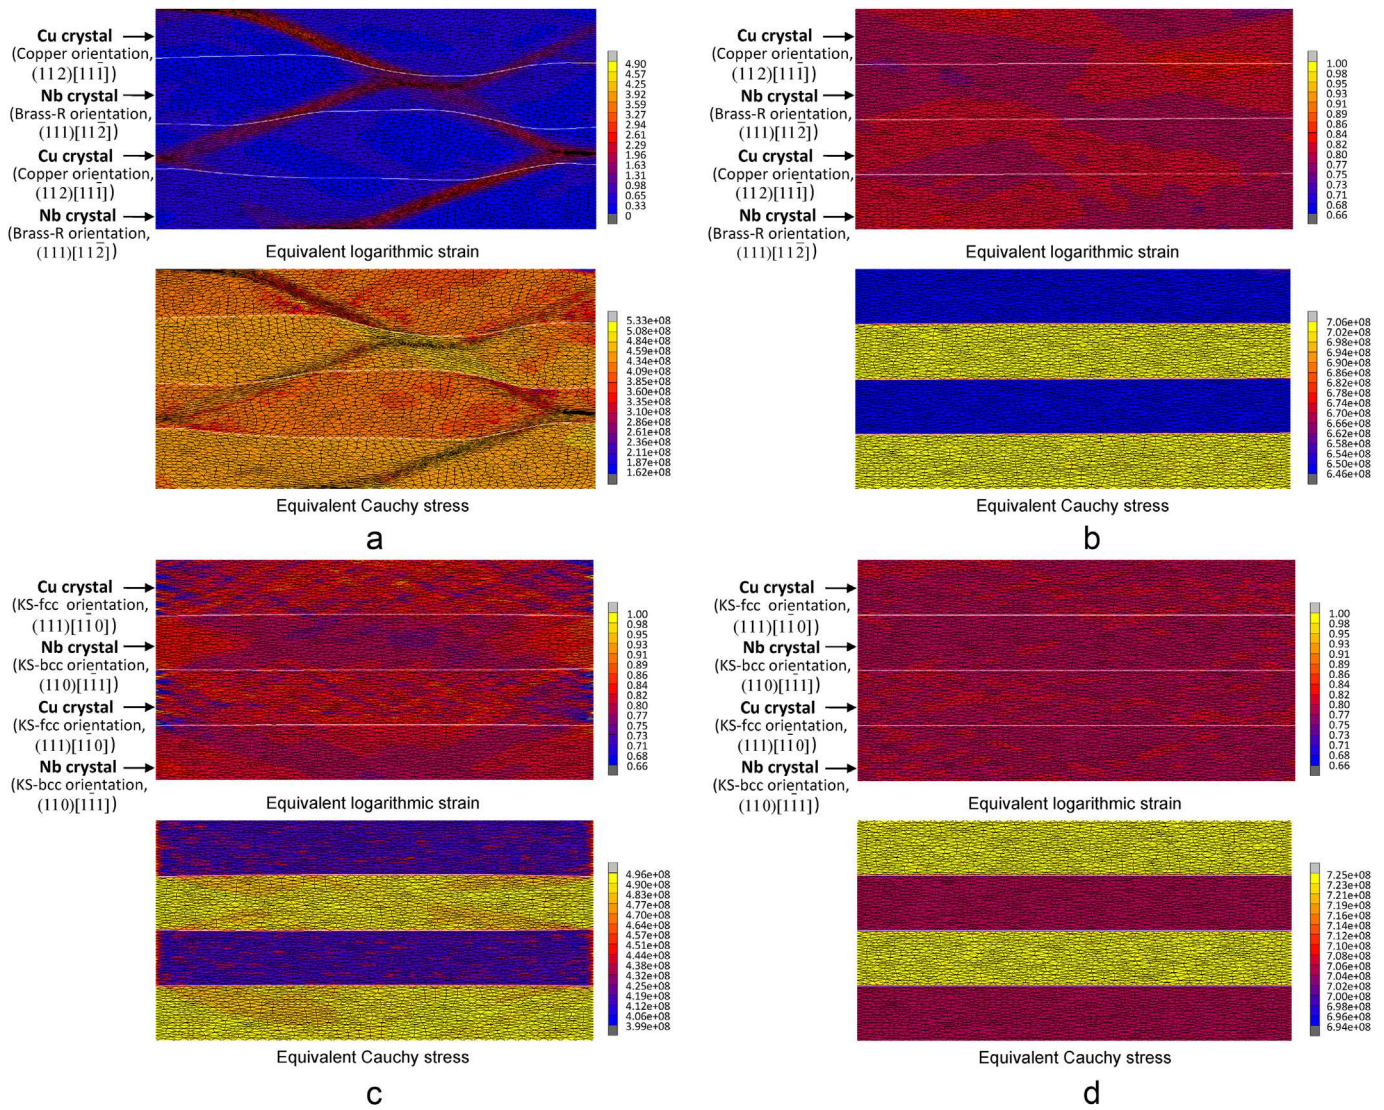 Cu crystal
(Copper orientation,
(112)[111̅])
Nb crystal
(Brass-R orientation,
(111)[112̅])
Cu crystal
(Copper orientation,
(112)[111̅])
Nb crystal
(Brass-R orientation,
(111)[112̅])
4.90
4.57
4.25
3.92
3.59
3.27
2.94
2.61
2.29
1.96
1.63
1.31
0.98
0.65
0.33
0
Equivalent logarithmic strain
5.33e+08
5.08e+08
4.84e+08
4.59e+08
4.34e+08
4.09e+08
3.85e+08
3.60e+08
3.35e+08
3.10e+08
2.86e+08
2.61e+08
2.36e+08
2.11e+08
1.87e+08
1.62e+08
Equivalent Cauchy stress
a
Cu crystal
(Copper orientation,
(112)[111̅])
Nb crystal
(Brass-R orientation,
(111)[112̅])
Cu crystal
(Copper orientation,
(112)[111̅])
Nb crystal
(Brass-R orientation,
(111)[112̅])
1.00
0.98
0.95
0.93
0.91
0.89
0.86
0.84
0.82
0.80
0.77
0.75
0.73
0.71
0.68
0.66
Equivalent logarithmic strain
7.06e+08
7.02e+08
6.98e+08
6.94e+08
6.90e+08
6.86e+08
6.82e+08
6.78e+08
6.74e+08
6.70e+08
6.66e+08
6.62e+08
6.58e+08
6.54e+08
6.50e+08
6.46e+08
Equivalent Cauchy stress
b
Cu crystal
(KS-fcc orientation,
(111)[11̅0])
Nb crystal
(KS-bcc orientation,
(110)[11̅1])
Cu crystal
(KS-fcc orientation,
(111)[11̅0])
Nb crystal
(KS-bcc orientation,
(110)[11̅1])
1.00
0.98
0.95
0.93
0.91
0.89
0.86
0.84
0.82
0.80
0.77
0.75
0.73
0.71
0.68
0.66
Equivalent logarithmic strain
4.96e+08
4.90e+08
4.83e+08
4.77e+08
4.70e+08
4.64e+08
4.57e+08
4.51e+08
4.44e+08
4.38e+08
4.32e+08
4.25e+08
4.19e+08
4.12e+08
4.06e+08
3.99e+08
Equivalent Cauchy stress
c
Cu crystal
(KS-fcc orientation,
(111)[11̅0])
Nb crystal
(KS-bcc orientation,
(110)[11̅1])
Cu crystal
(KS-fcc orientation,
(111)[11̅0])
Nb crystal
(KS-bcc orientation,
(110)[11̅1])
1.00
0.98
0.95
0.93
0.91
0.89
0.86
0.84
0.82
0.80
0.77
0.75
0.73
0.71
0.68
0.66
Equivalent logarithmic strain
7.25e+08
7.23e+08
7.21e+08
7.19e+08
7.16e+08
7.14e+08
7.12e+08
7.10e+08
7.08e+08
7.06e+08
7.04e+08
7.02e+08
7.00e+08
6.98e+08
6.96e+08
6.94e+08
Equivalent Cauchy stress
d